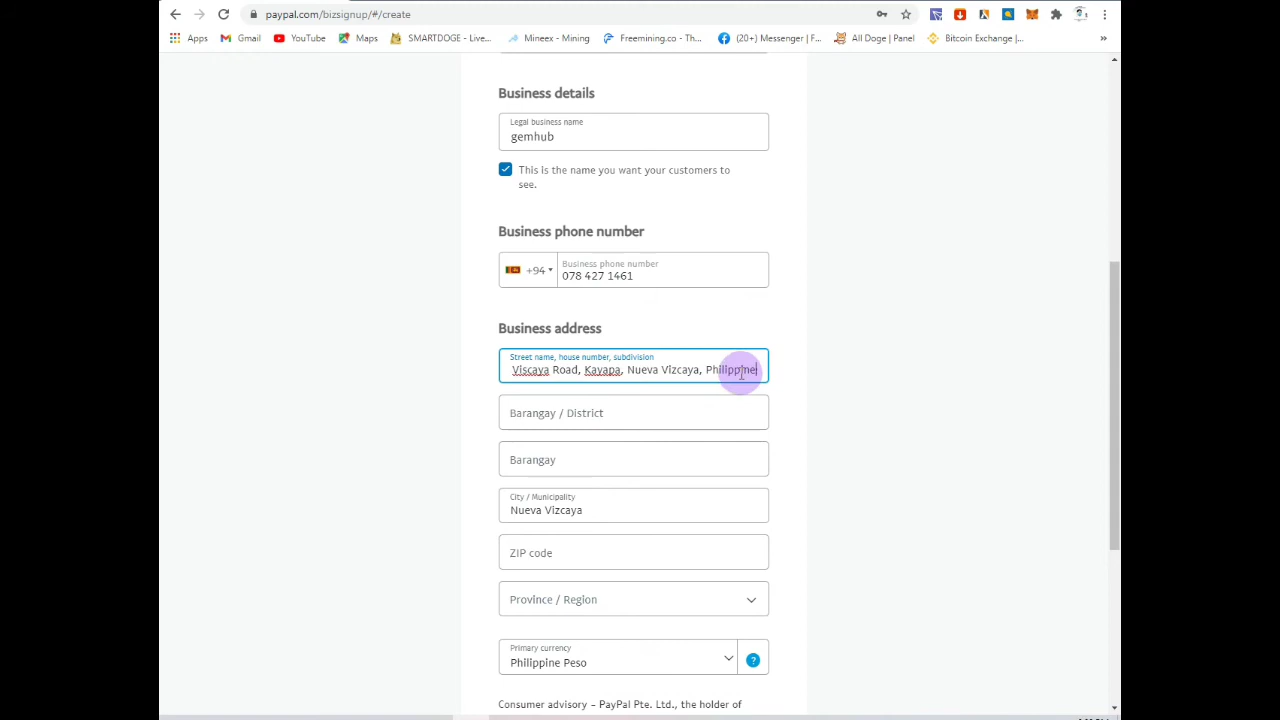 paypal.com/bizsignup/#/create
Apps Gmail YouTube Maps SMARTDOGE - Live... Mineex - Mining Freemining.co - Th... (20+) Messenger | F... All Doge | Panel Bitcoin Exchange |... »
Business details
Legal business name
gemhub
This is the name you want your customers to
see.
Business phone number
+94
Business phone number
078 427 1461
Business address
Street name, house number, subdivision
Viscaya Road, Kayapa, Nueva Vizcaya, Philippine
Barangay / District
Barangay
City / Municipality
Nueva Vizcaya
ZIP code
Province / Region
Primary currency
Philippine Peso
?
Consumer advisory – PayPal Pte. Ltd., the holder of